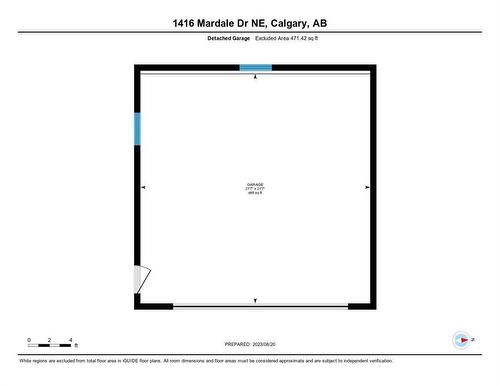 1416 Mardale Dr NE, Calgary, AB
Detached Garage Excluded Area 471.42 sq ft
GARAGE
21'7" x 21'7"
465 sq ft
0 2 4
ft
PREPARED: 2023/08/20
N
White regions are excluded from total floor area in iGUIDE floor plans. All room dimensions and floor areas must be considered approximate and are subject to independent verification.